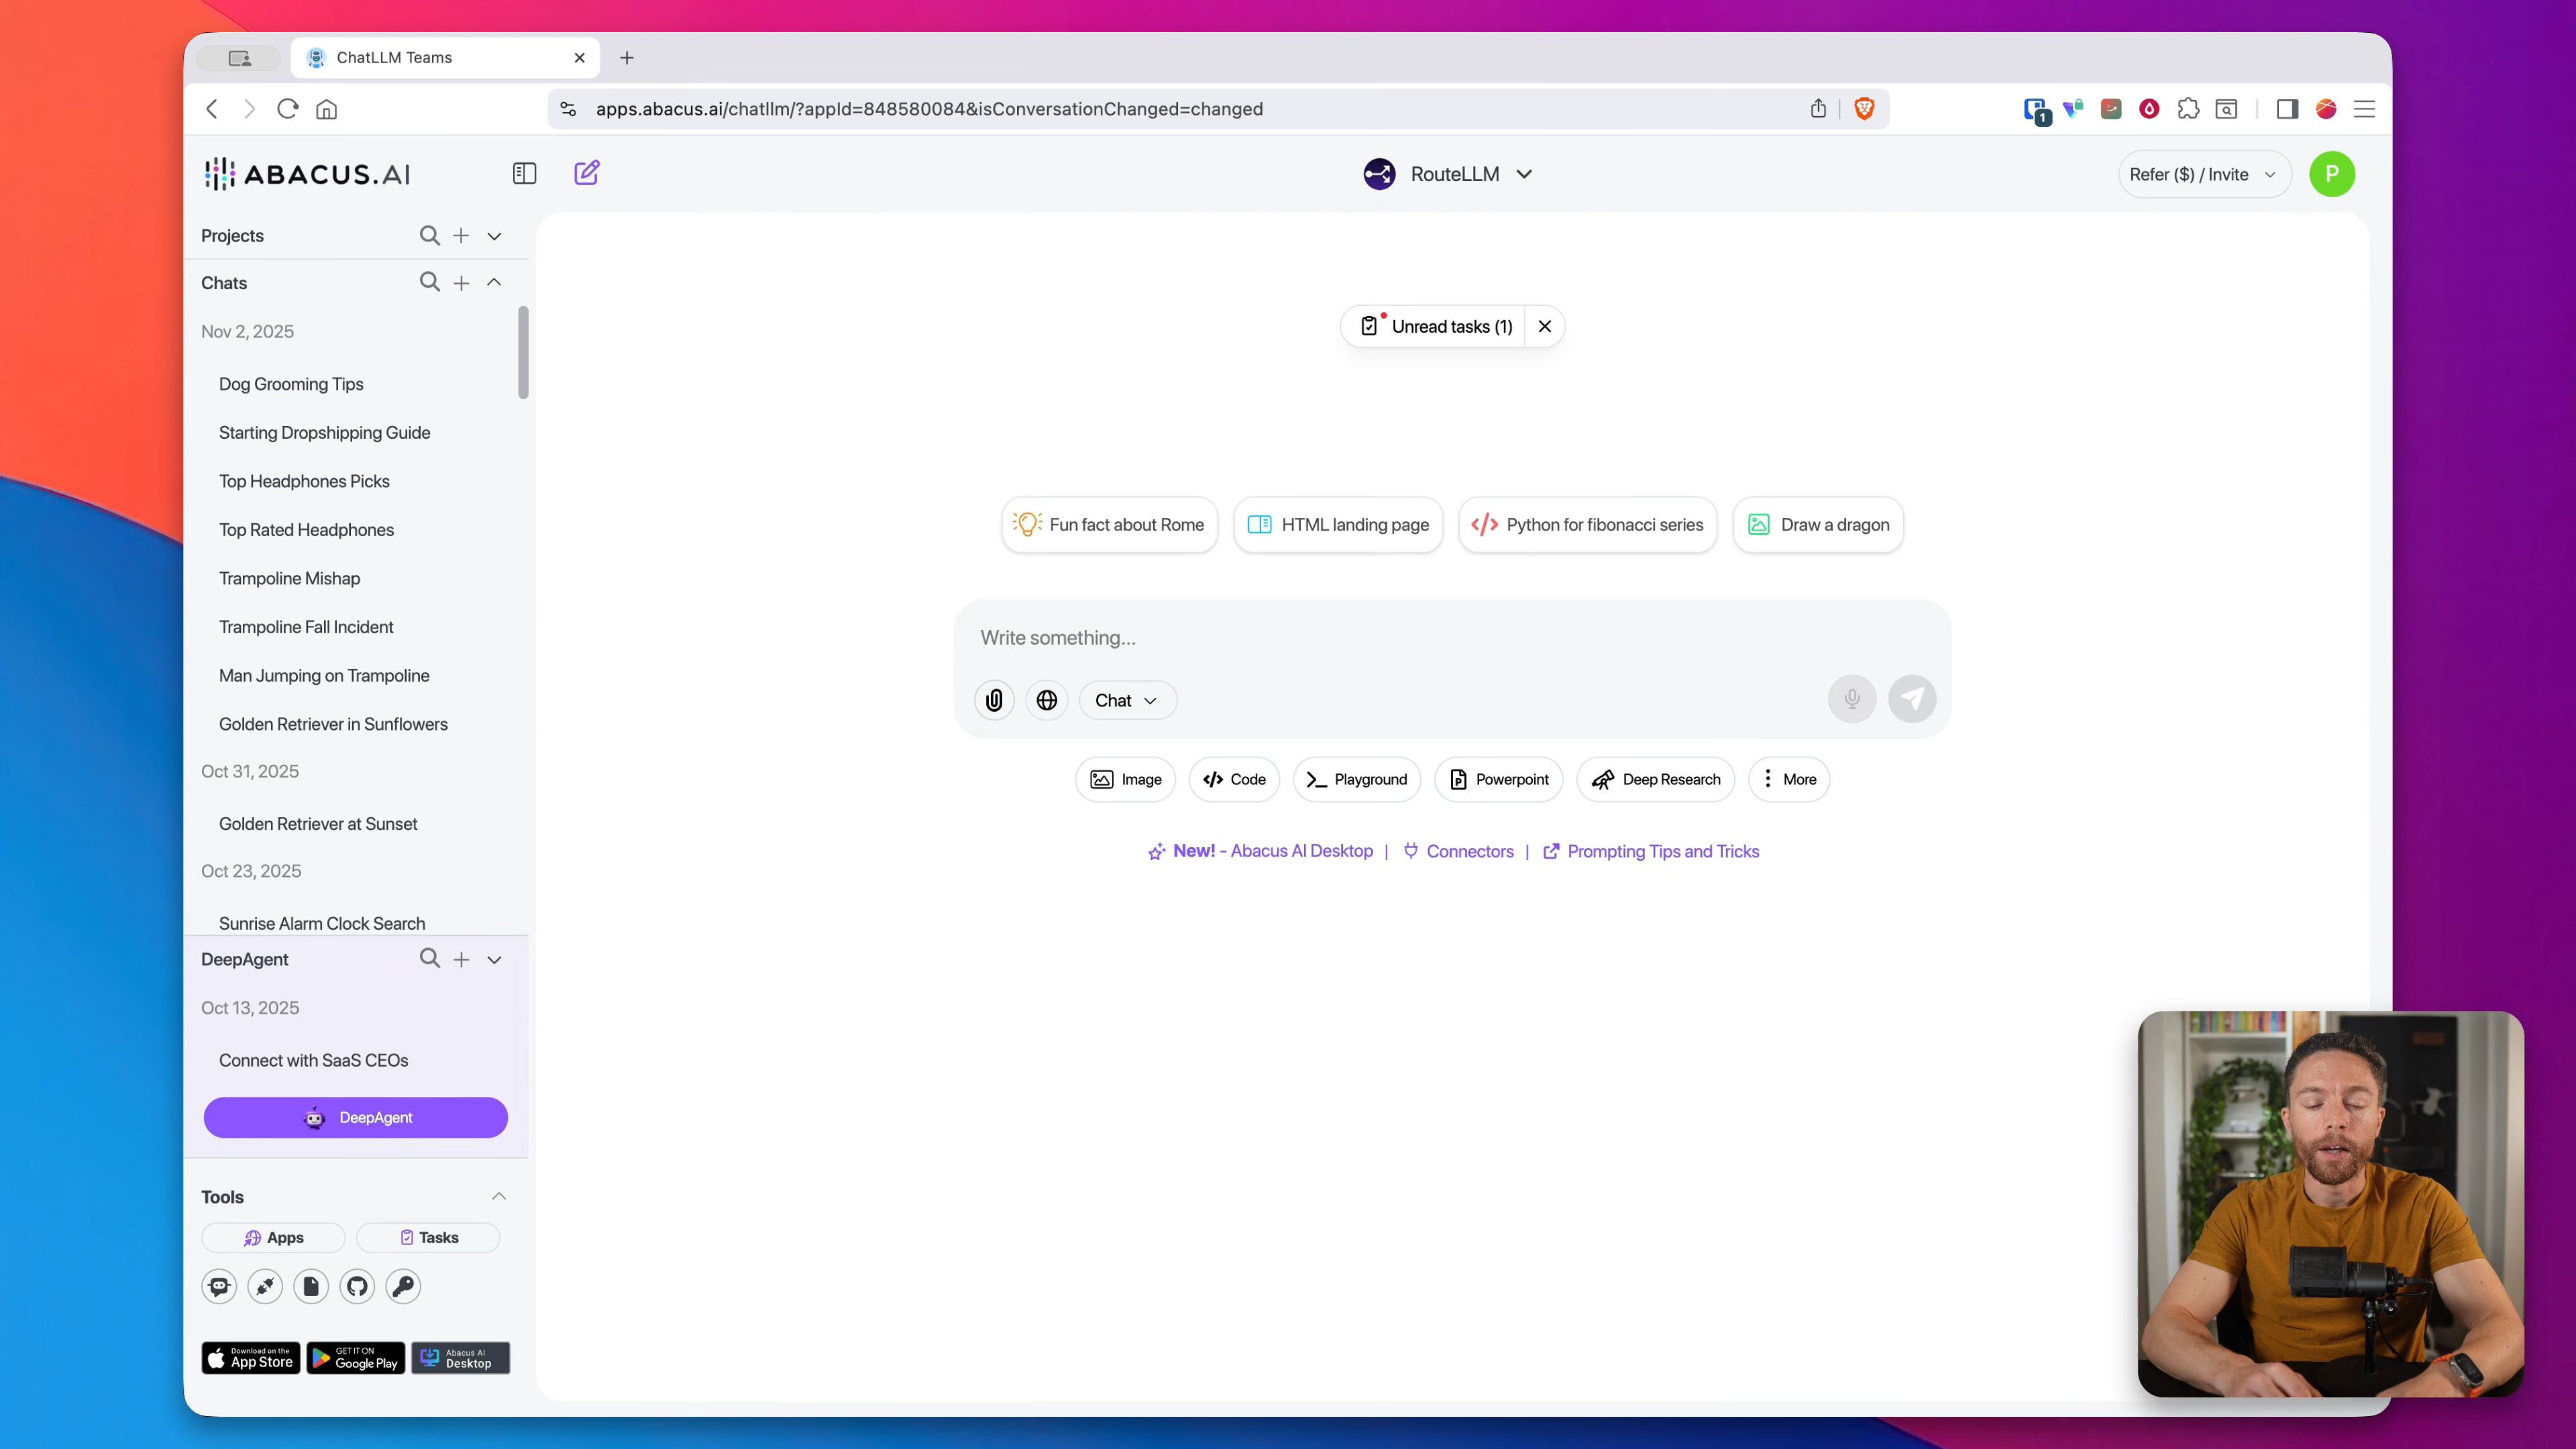 ChatLLM Teams
apps.abacus.ai/chatllm/?appId=848580084&isConversationChanged=changed
1
ABACUS.AI
RouteLLM
Refer ($) / Invite
P
Projects
Chats
Nov 2, 2025
Dog Grooming Tips
Starting Dropshipping Guide
Top Headphones Picks
Top Rated Headphones
Trampoline Mishap
Trampoline Fall Incident
Man Jumping on Trampoline
Golden Retriever in Sunflowers
Oct 31, 2025
Golden Retriever at Sunset
Oct 23, 2025
Sunrise Alarm Clock Search
DeepAgent
Oct 13, 2025
Connect with SaaS CEOs
DeepAgent
Tools
Apps
Tasks
Download on the
App Store
GET IT ON
Google Play
Abacus AI
Desktop
Unread tasks (1)
Fun fact about Rome
HTML landing page
Python for fibonacci series
Draw a dragon
Write something...
Chat
Image
Code
Playground
Powerpoint
Deep Research
More
New! - Abacus AI Desktop | Connectors | Prompting Tips and Tricks